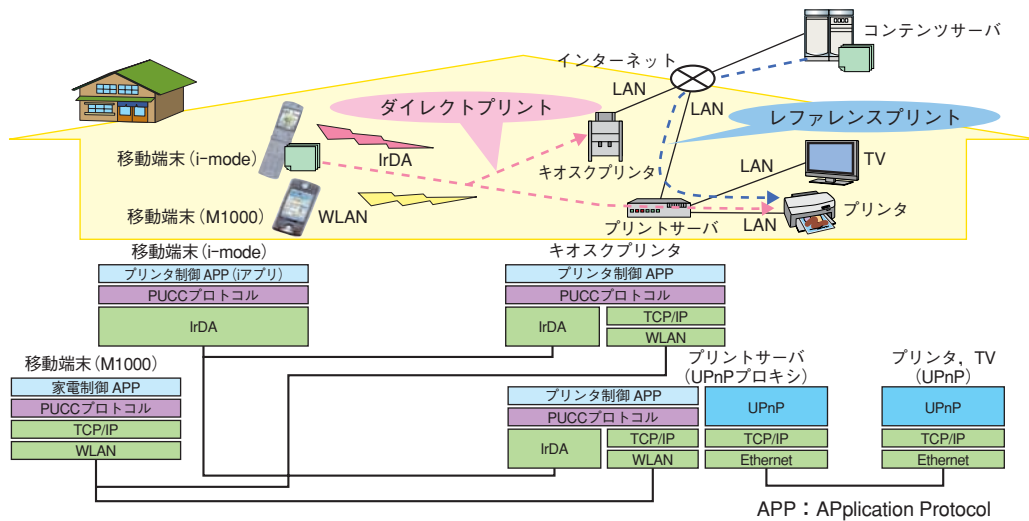 コンテンツサーバ
インターネット
LAN
LAN
ダイレクトプリント
レファレンスプリント
IrDA
移動端末(i-mode)
キオスクプリンタ
LAN
TV
移動端末(M1000)
WLAN
プリントサーバ
LAN
プリンタ
移動端末(i-mode)
プリンタ制御 APP(iアプリ)
PUCCプロトコル
IrDA
キオスクプリンタ
プリンタ制御 APP
PUCCプロトコル
IrDA
TCP/IP
WLAN
移動端末(M1000)
家電制御 APP
PUCCプロトコル
TCP/IP
WLAN
プリンタ制御 APP
PUCCプロトコル
IrDA
TCP/IP
WLAN
プリントサーバ
(UPnPプロキシ)
UPnP
TCP/IP
Ethernet
プリンタ，TV
(UPnP)
UPnP
TCP/IP
Ethernet
APP：APplication Protocol